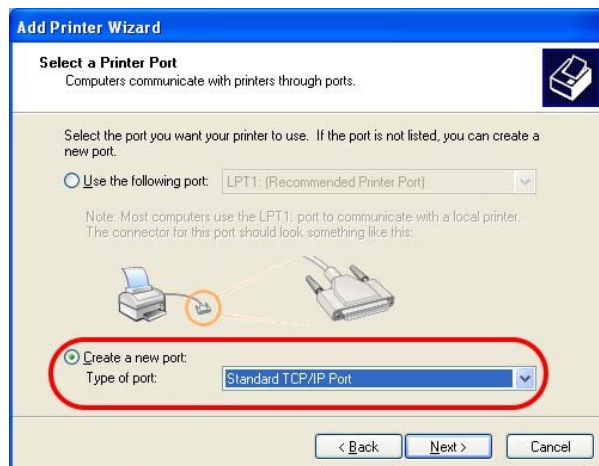 Add Printer Wizard
Select a Printer Port
Computers communicate with printers through ports.
Select the port you want your printer to use. If the port is not listed, you can create a
new port.
Use the following port: LPT1: (Recommended Printer Port)
Note: Most computers use the LPT1: port to communicate with a local printer.
The connector for this port should look something like this:
Create a new port:
Type of port: Standard TCP/IP Port
< Back Next > Cancel